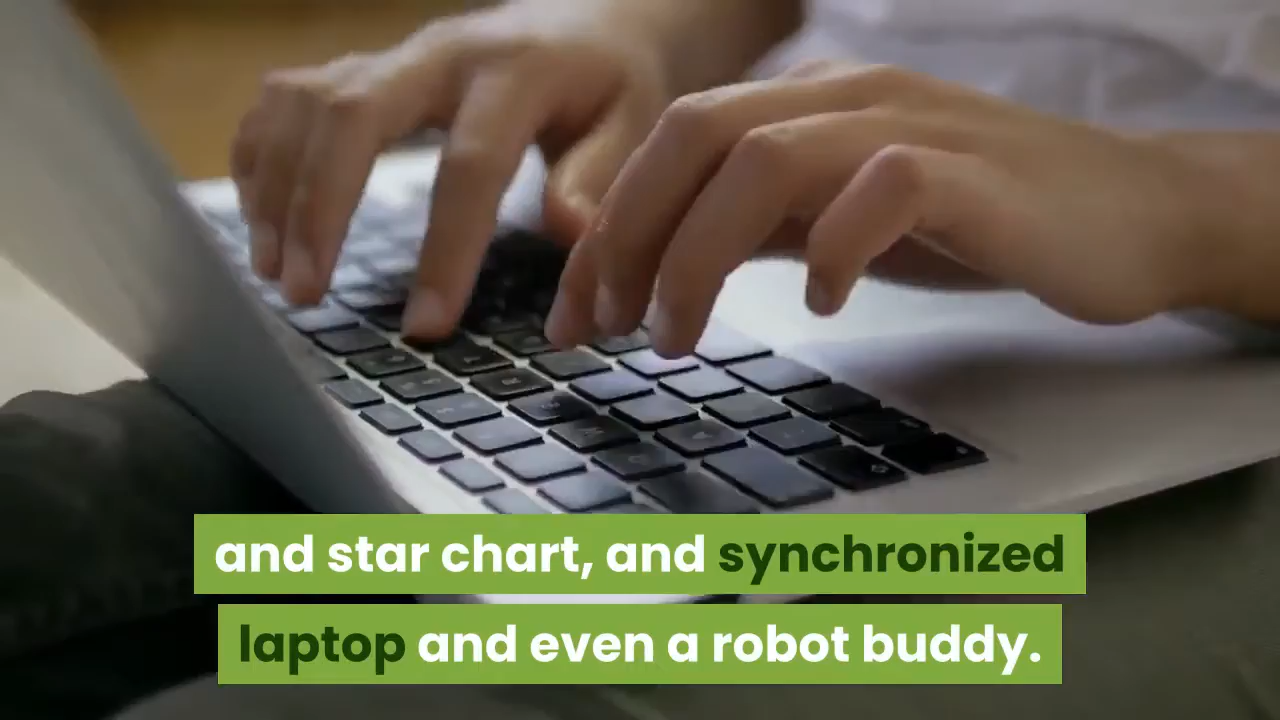 and star chart, and synchronized
laptop and even a robot buddy.